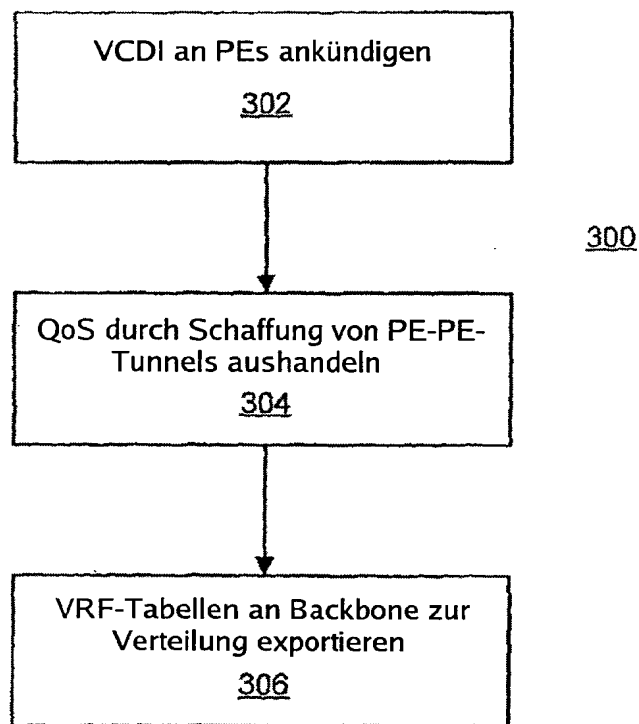 VCDI an PEs ankündigen
302
300
QoS durch Schaffung von PE-PE-
Tunnels aushandeln
304
VRF-Tabellen an Backbone zur
Verteilung exportieren
306